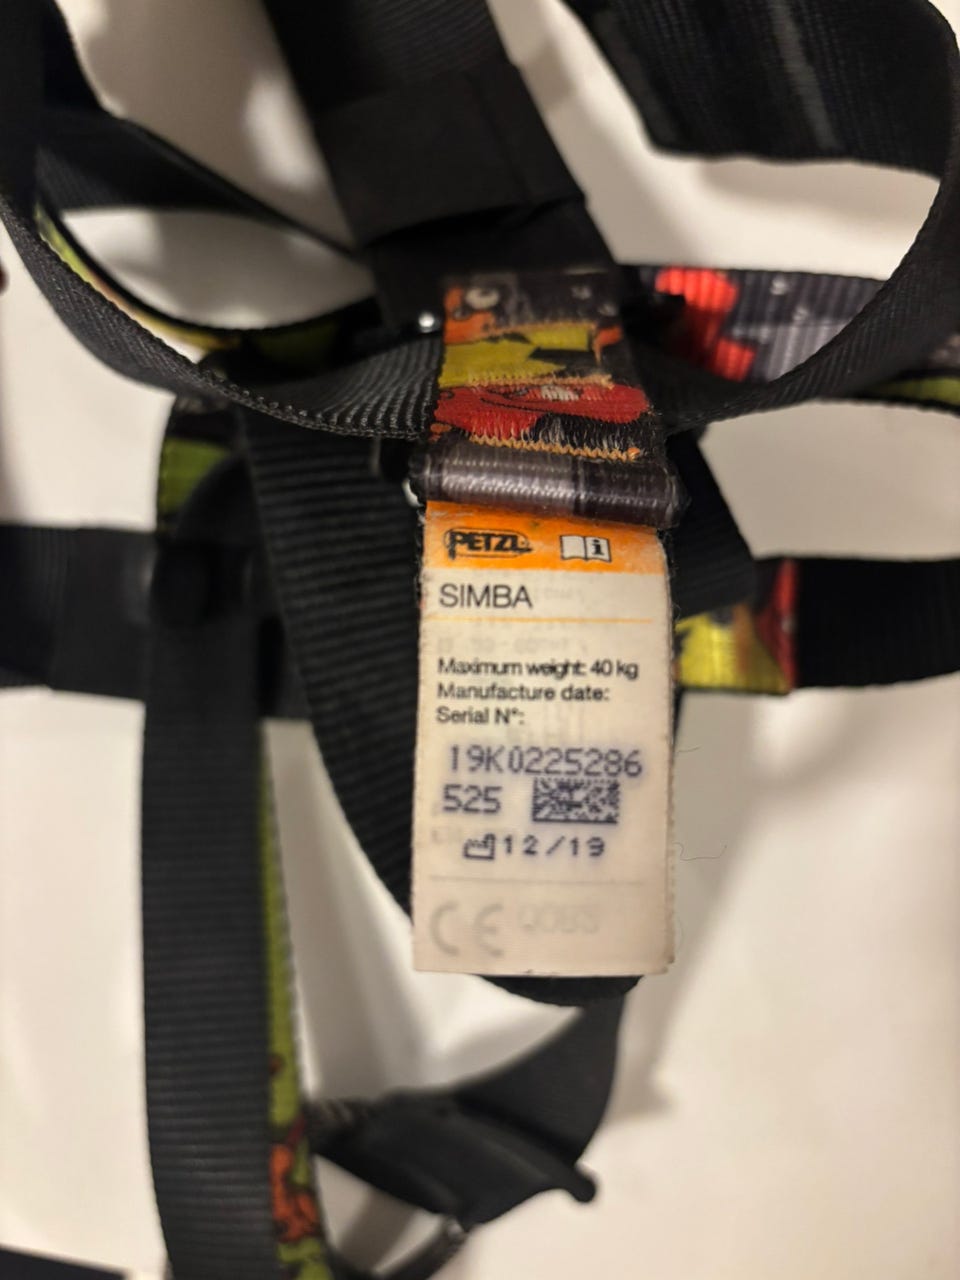 PETZL
SIMBA
Maximum weight: 40 kg
Manufacture date:
Serial N°:
19K0225286
525
12/19
CE